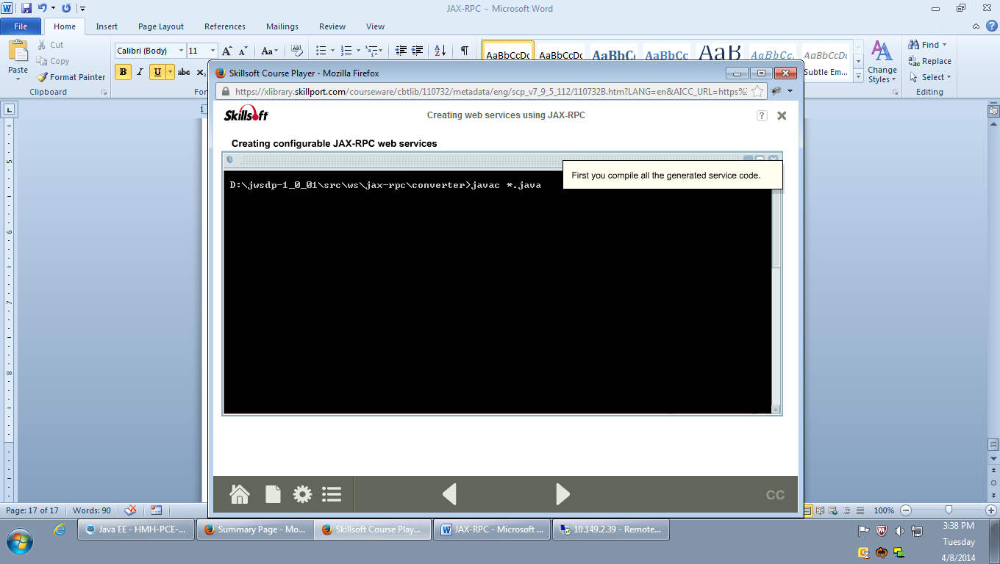 JAX-RPC - Microsoft Word
File Home Insert Page Layout References Mailings Review View
Paste
Cut
Copy
Format Painter
Clipboard
Calibri (Body) 11
B I U abc
AaBbCcDc AaBbCcDc AaBbCc AaBbCc AaB AaBbCc. AaBbCcDc
Subtle Em...
Change Styles
Find
Replace
Select
Editing
Skillsoft Course Player - Mozilla Firefox
https://xlibrary.skillport.com/courseware/cbtlib/110732/metadata/eng/scp_v7_9_5_112/110732B.htm?LANG=en&AICC_URL=https%
Skillsoft
Creating web services using JAX-RPC
Creating configurable JAX-RPC web services
First you compile all the generated service code.
D:\jwsdp-1_0_01\src\ws\jax-rpc\converter>javac *.java
CC
Page: 17 of 17 Words: 90 100%
Java EE - HMH-PCE-... Summary Page - Mo... Skillsoft Course Play... JAX-RPC - Microsoft ... 10.149.2.39 - Remote...
3:38 PM
Tuesday
4/8/2014